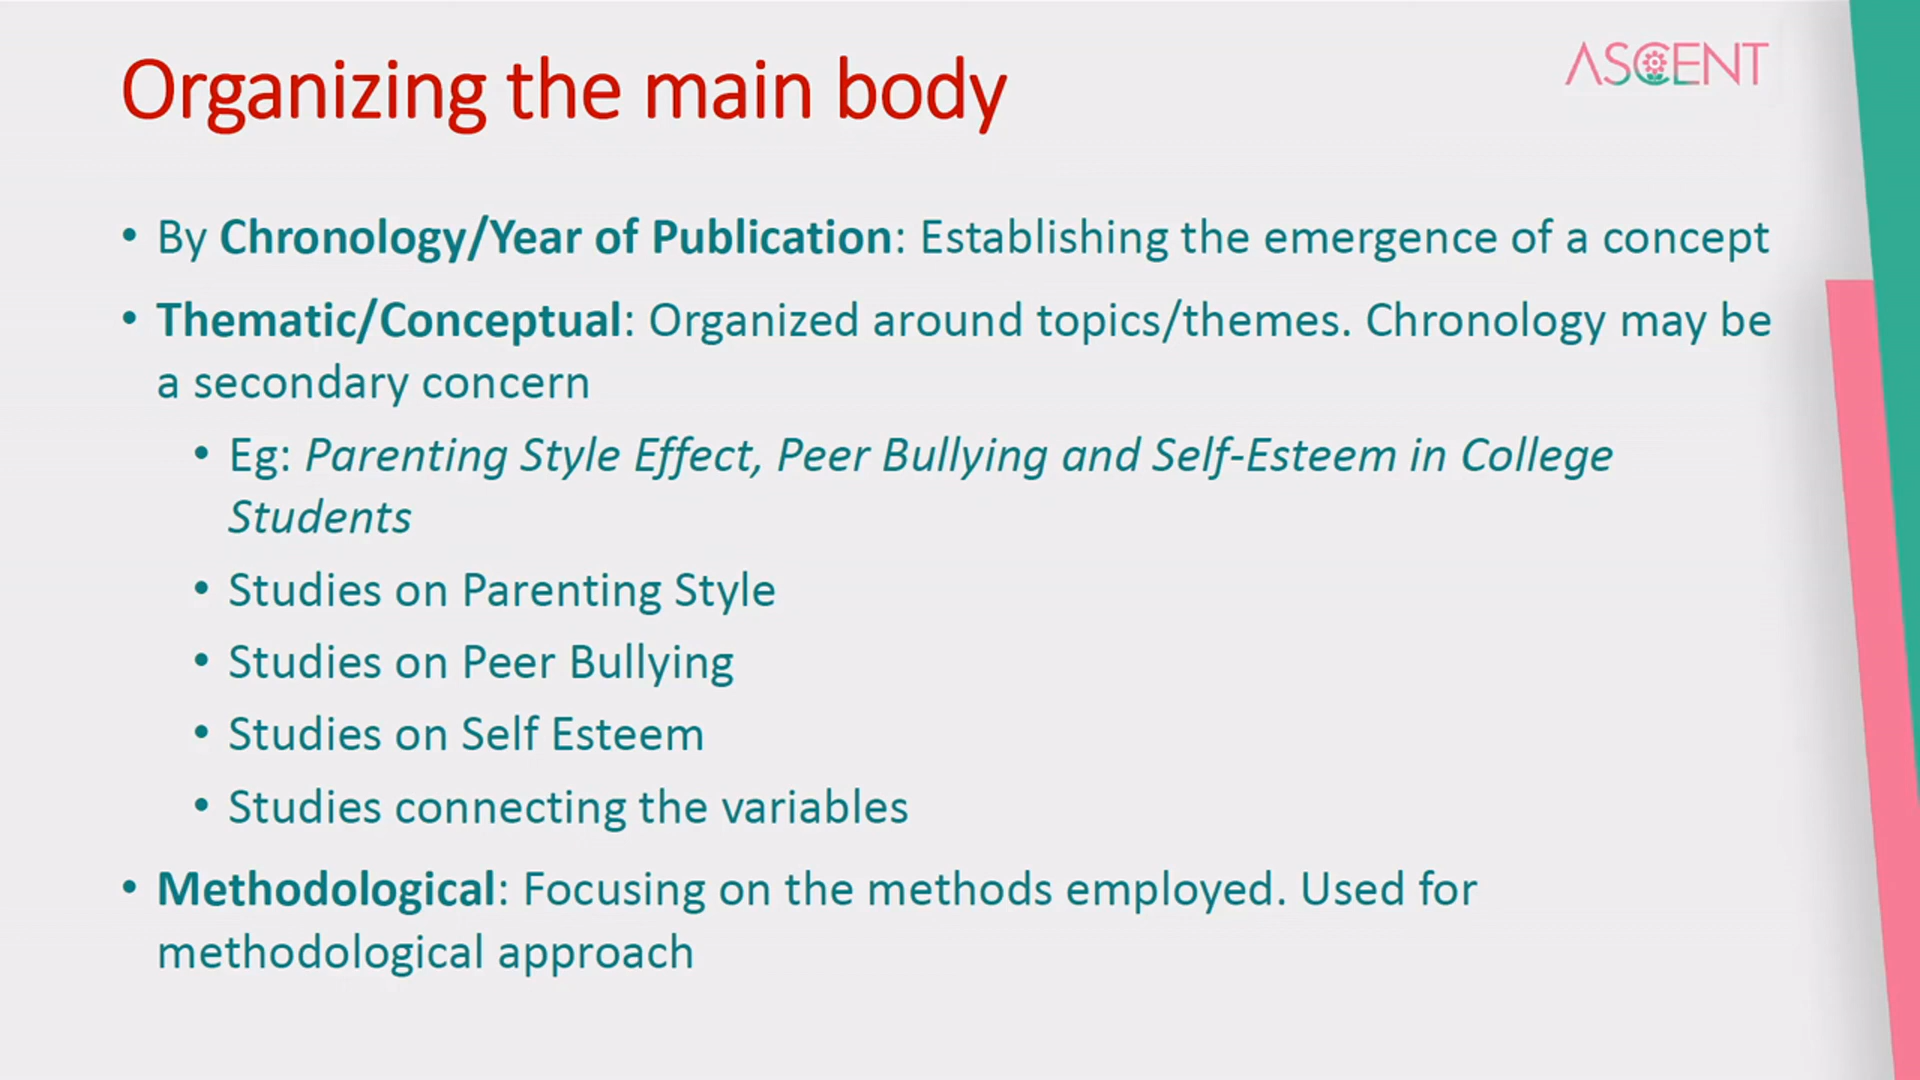 Organizing the main body
ASCENT
• By Chronology/Year of Publication: Establishing the emergence of a concept
• Thematic/Conceptual: Organized around topics/themes. Chronology may be
a secondary concern
• Eg: Parenting Style Effect, Peer Bullying and Self-Esteem in College
Students
• Studies on Parenting Style
• Studies on Peer Bullying
• Studies on Self Esteem
• Studies connecting the variables
• Methodological: Focusing on the methods employed. Used for
methodological approach